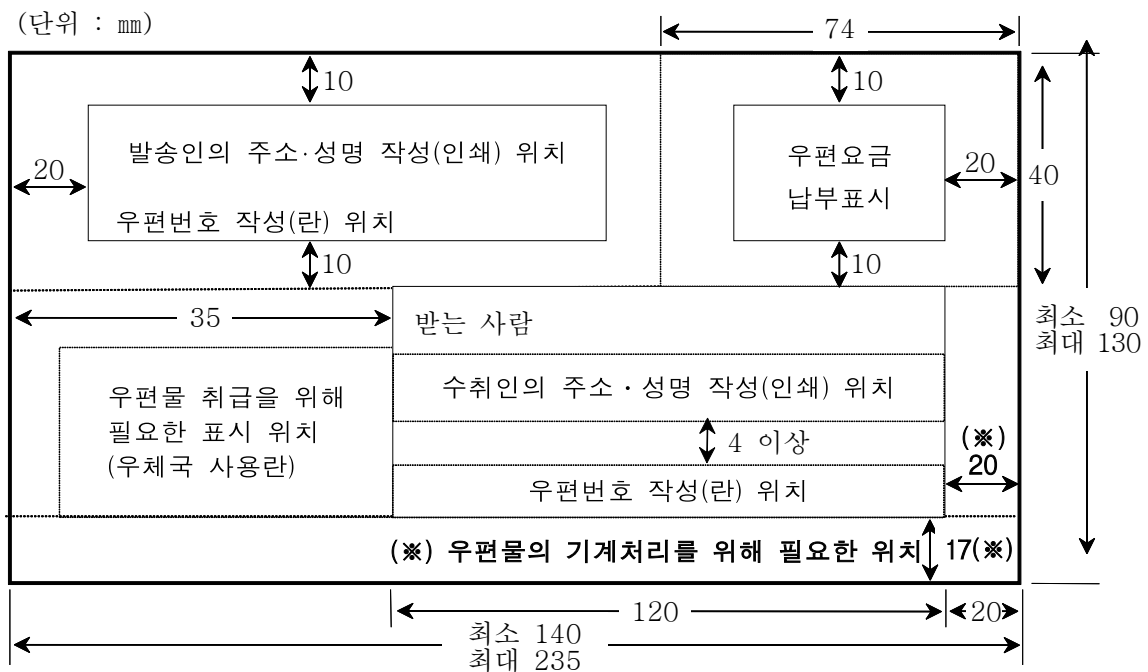 (단위 : ㎜)
74
10
10
발송인의 주소·성명 작성(인쇄) 위치
우편요금
20
20
40
납부표시
우편번호 작성(란) 위치
10
10
35
받는 사람
최소 90
최대 130
수취인의 주소·성명 작성(인쇄) 위치
우편물 취급을 위해
필요한 표시 위치
(우체국 사용란)
4 이상
(※)
20
우편번호 작성(란) 위치
(※) 우편물의 기계처리를 위해 필요한 위치
17(※)
120
20
최소 140
최대 235